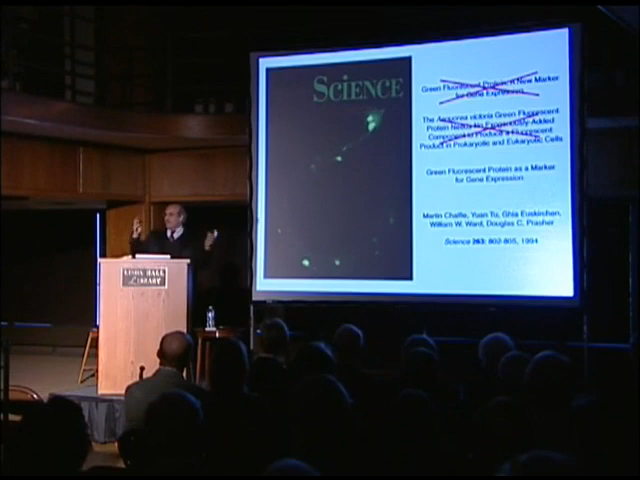 SCIENCE
Green Fluorescent Protein: A New Marker
for Gene Expression
The Aequorea victoria Green Fluorescent
Protein Needs No Exogenously-Added
Component to Produce a Fluorescent
Product in Prokaryotic and Eukaryotic Cells
Green Fluorescent Protein as a Marker
for Gene Expression
Martin Chalfie, Yuan Tu, Ghia Euskirchen,
William W. Ward, Douglas C. Prasher
Science 263: 802-805, 1994
LINDA HALL
LIBRARY